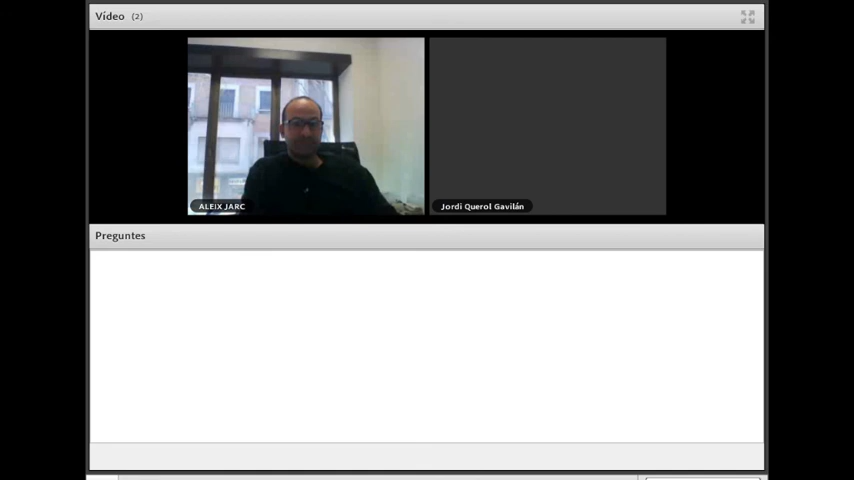 Vídeo (2)
ALEIX JARC
Jordi Querol Gavilán
Preguntes